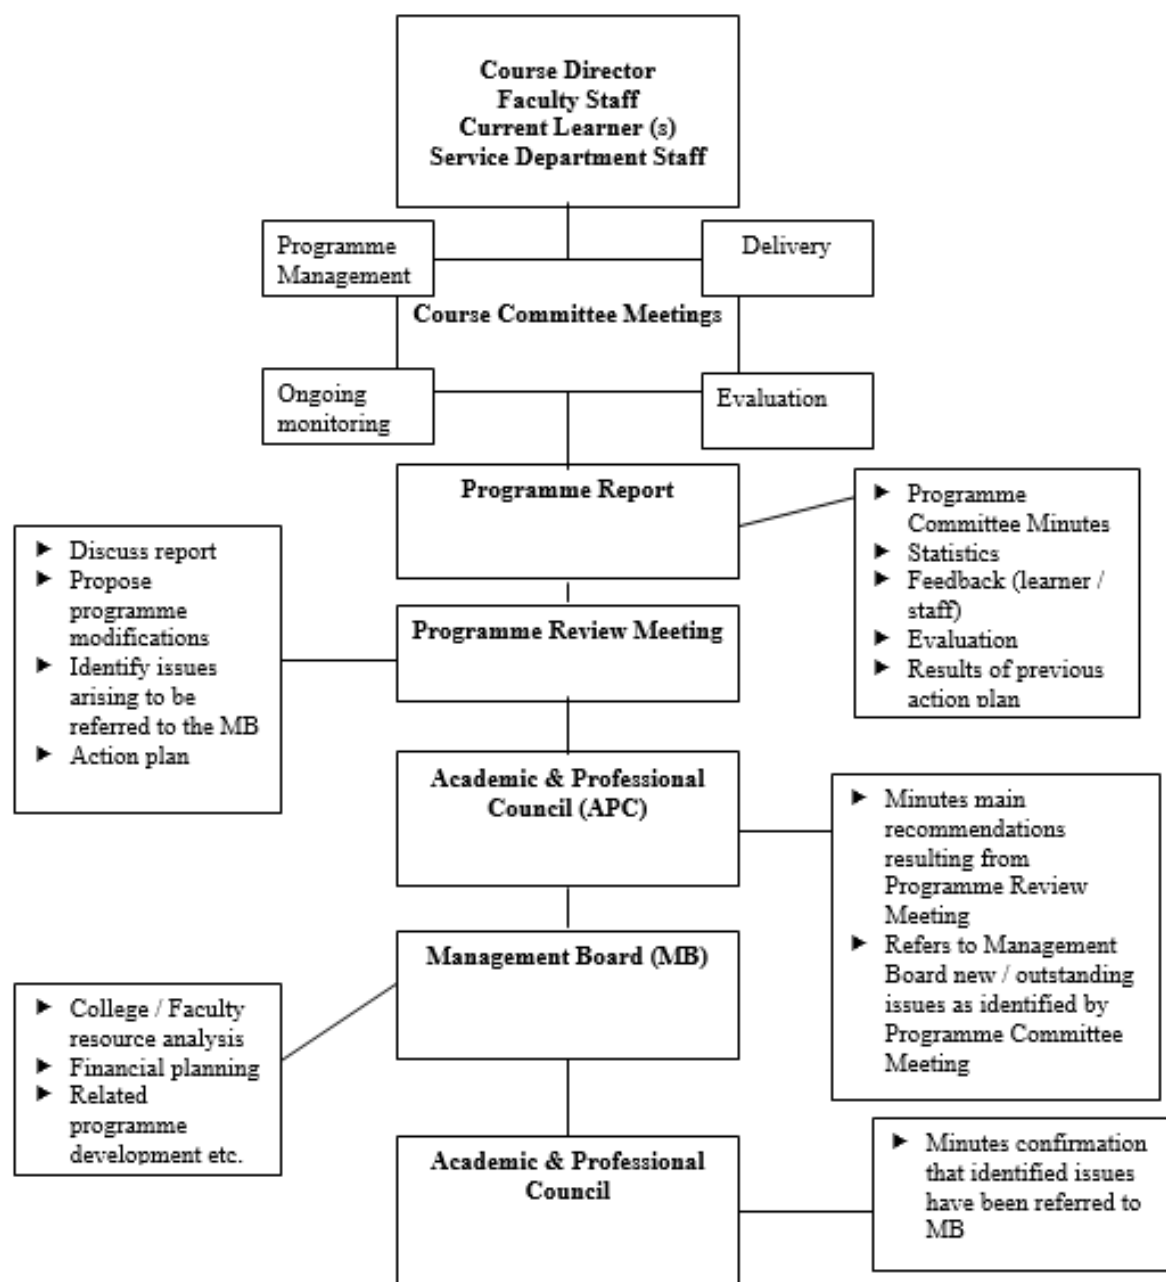 Course Director
Faculty Staff
Current Learner (s)
Service Department Staff
Programme
Management
Delivery
Course Committee Meetings
Ongoing
monitoring
Evaluation
Programme Report
► Programme
Committee Minutes
► Statistics
► Feedback (learner /
staff)
► Evaluation
► Results of previous
action plan
► Discuss report
► Propose
programme
modifications
► Identify issues
arising to be
referred to the MB
► Action plan
Programme Review Meeting
Academic & Professional
Council (APC)
► Minutes main
recommendations
resulting from
Programme Review
Meeting
► Refers to Management
Board new / outstanding
issues as identified by
Programme Committee
Meeting
Management Board (MB)
► College / Faculty
resource analysis
► Financial planning
► Related
programme
development etc.
Academic & Professional
Council
► Minutes confirmation
that identified issues
have been referred to
MB